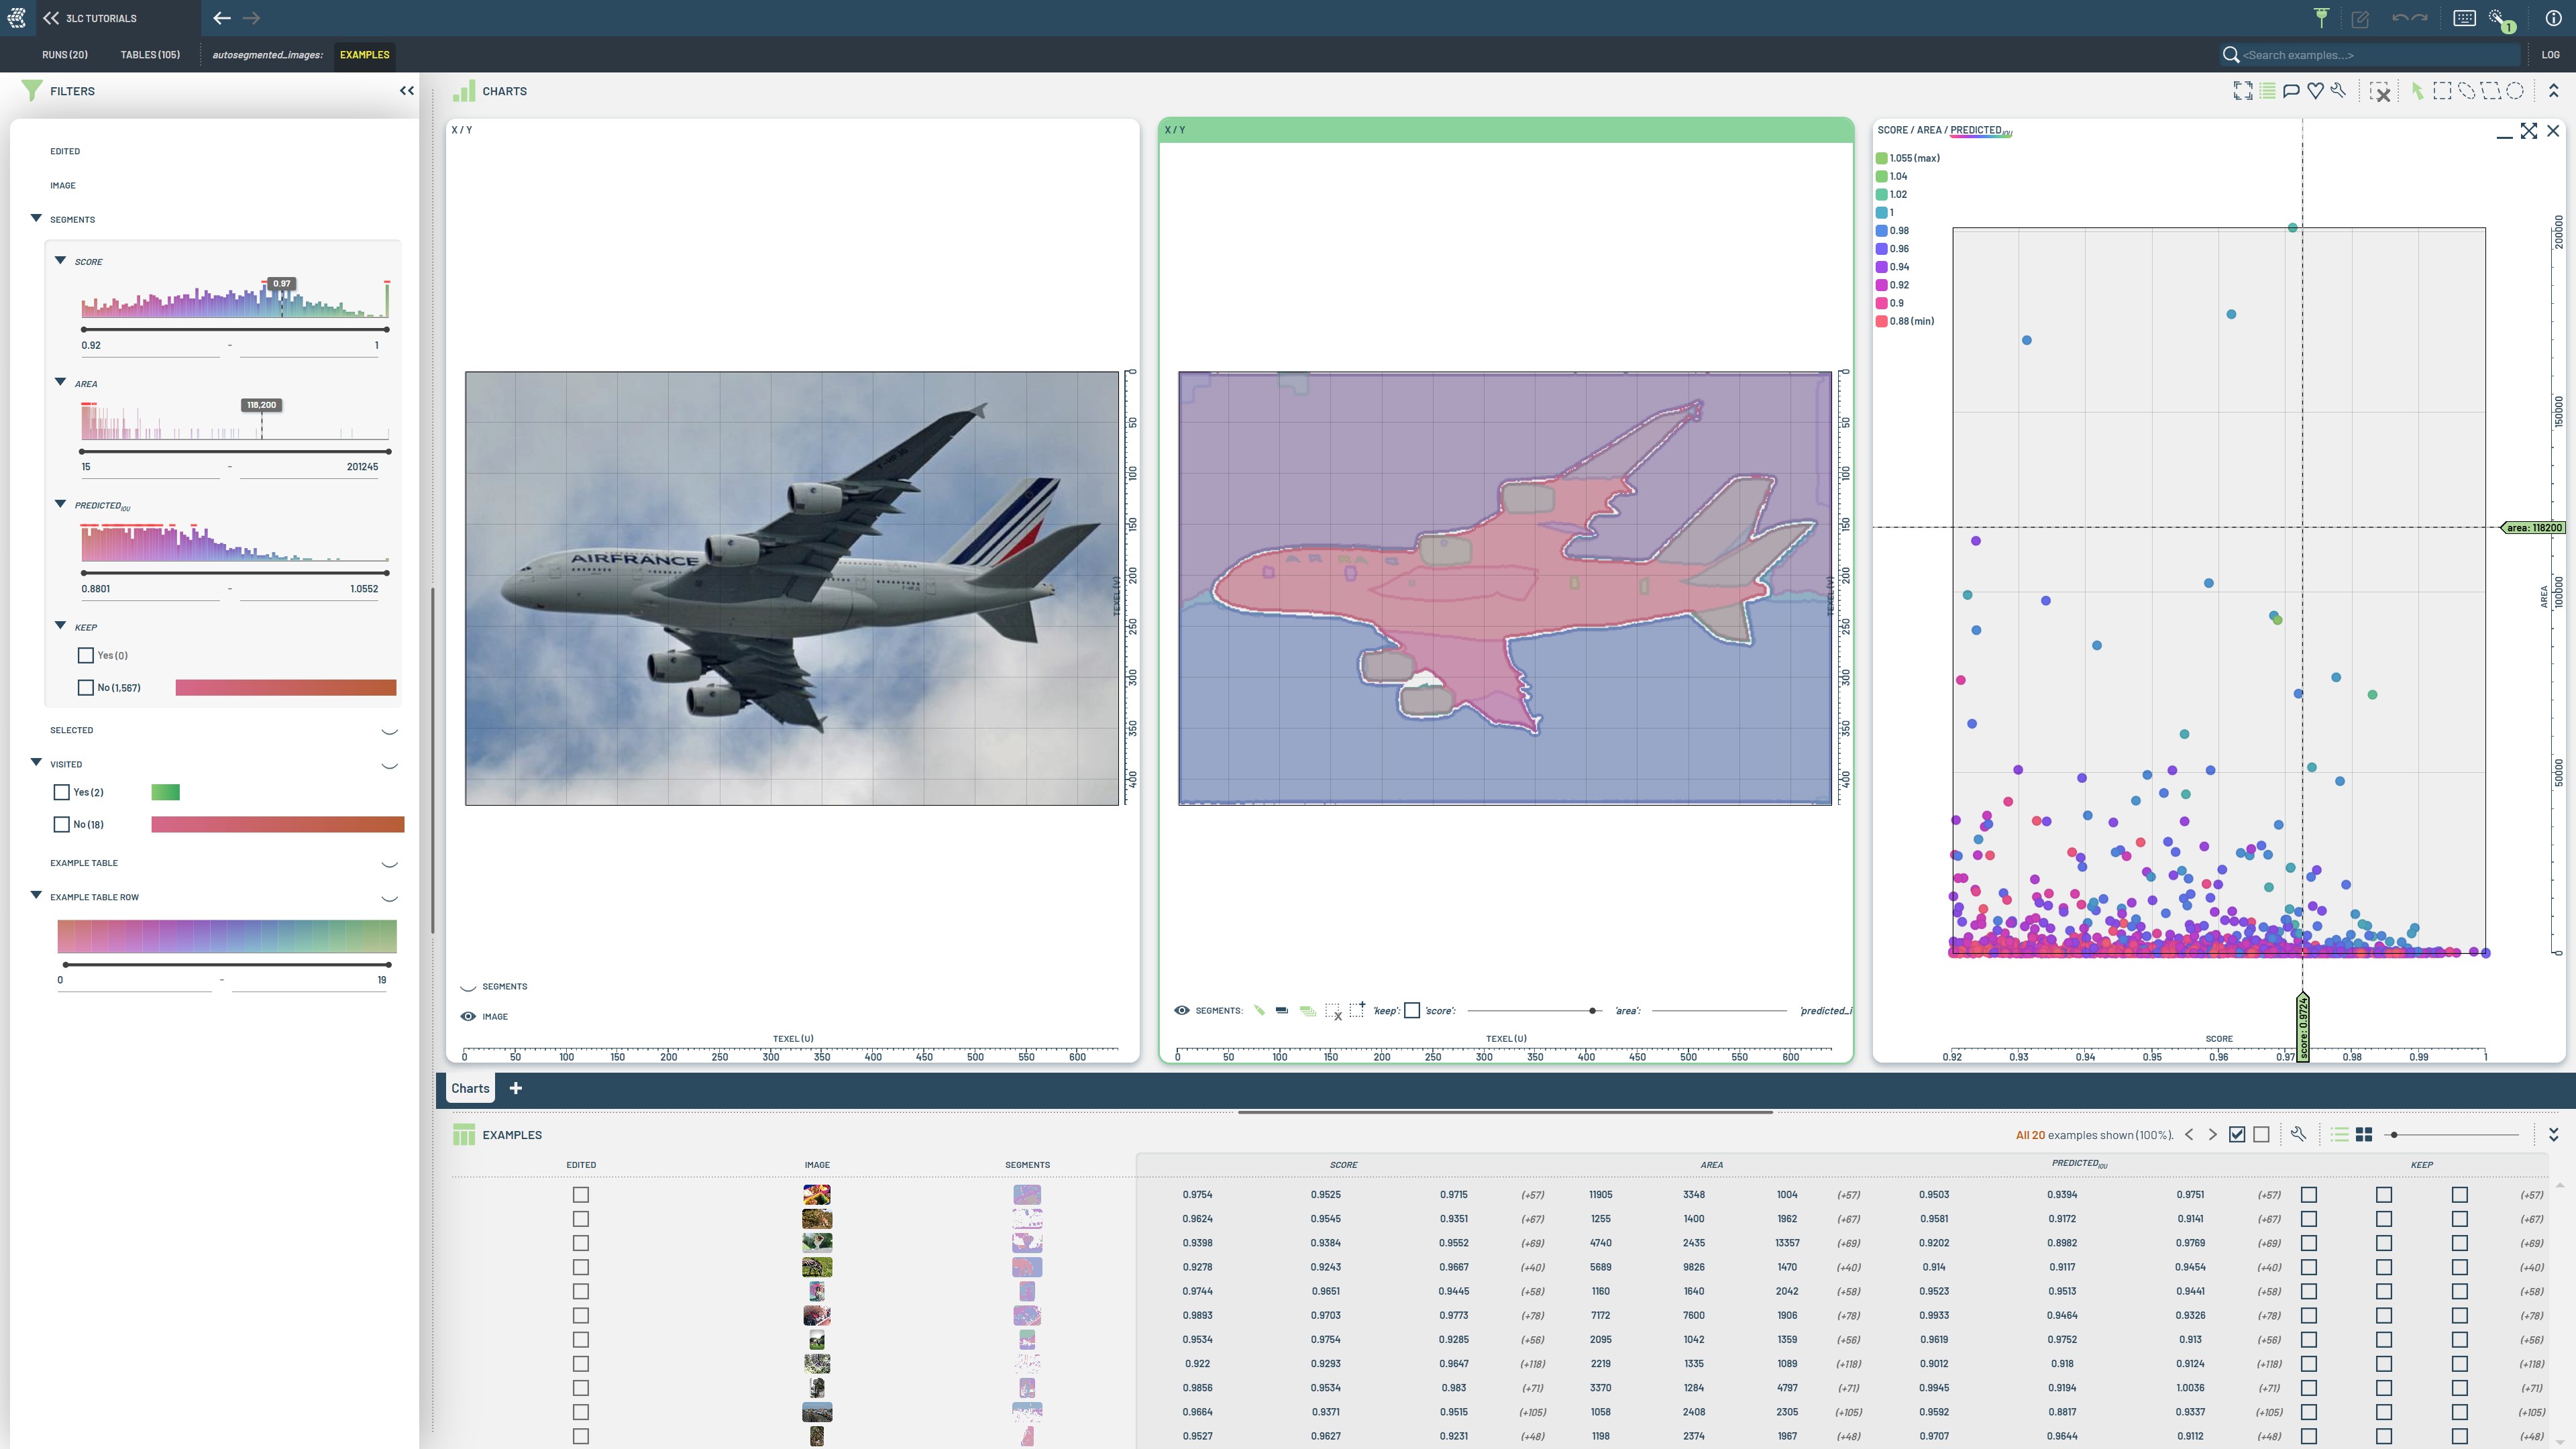 3LC TUTORIALS
1
RUNS (20) TABLES (105) autosegmented_images: EXAMPLES <Search examples...> LOG
FILTERS
EDITED
IMAGE
SEGMENTS
SCORE
0.97
0.92 - 1
AREA
118,200
15 - 201245
PREDICTED_IOU
0.8801 - 1.0552
KEEP
Yes (0)
No (1,567)
SELECTED
VISITED
Yes (2)
No (18)
EXAMPLE TABLE
EXAMPLE TABLE ROW
0 - 19
CHARTS
X / Y
AIRFRANCE
0 50 100 150 200 250 300 350 400
TEXEL (V)
SEGMENTS
IMAGE
TEXEL (U)
0 50 100 150 200 250 300 350 400 450 500 550 600
X / Y
0 50 100 150 200 250 300 350 400
TEXEL (V)
SEGMENTS: 'keep': 'score': 'area': 'predicted_i
TEXEL (U)
0 50 100 150 200 250 300 350 400 450 500 550 600
SCORE / AREA / PREDICTED_IOU
1.055 (max)
1.04
1.02
1
0.98
0.96
0.94
0.92
0.9
0.88 (min)
200000
150000
area: 118200
100000
AREA
50000
0
score: 0.9724
SCORE
0.92 0.93 0.94 0.95 0.96 0.97 0.98 0.99 1
Charts +
EXAMPLES All 20 examples shown (100%).
EDITED IMAGE SEGMENTS SCORE AREA PREDICTED_IOU KEEP
0.9754 0.9525 0.9715 (+57) 11905 3348 1004 (+57) 0.9503 0.9394 0.9751 (+57) (+57)
0.9624 0.9545 0.9351 (+67) 1255 1400 1962 (+67) 0.9581 0.9172 0.9141 (+67) (+67)
0.9398 0.9384 0.9552 (+69) 4740 2435 13357 (+69) 0.9202 0.8982 0.9769 (+69) (+69)
0.9278 0.9243 0.9667 (+40) 5689 9826 1470 (+40) 0.914 0.9117 0.9454 (+40) (+40)
0.9744 0.9651 0.9445 (+58) 1160 1640 2042 (+58) 0.9523 0.9513 0.9441 (+58) (+58)
0.9893 0.9703 0.9773 (+78) 7172 7600 1906 (+78) 0.9933 0.9464 0.9326 (+78) (+78)
0.9534 0.9754 0.9285 (+56) 2095 1042 1359 (+56) 0.9619 0.9752 0.913 (+56) (+56)
0.922 0.9293 0.9647 (+118) 2219 1335 1089 (+118) 0.9012 0.918 0.9124 (+118) (+118)
0.9856 0.9534 0.983 (+71) 3370 1284 4797 (+71) 0.9945 0.9194 1.0036 (+71) (+71)
0.9664 0.9371 0.9515 (+105) 1058 2408 2305 (+105) 0.9592 0.8817 0.9337 (+105) (+105)
0.9527 0.9627 0.9231 (+48) 1198 2374 1967 (+48) 0.9707 0.9644 0.9112 (+48) (+48)